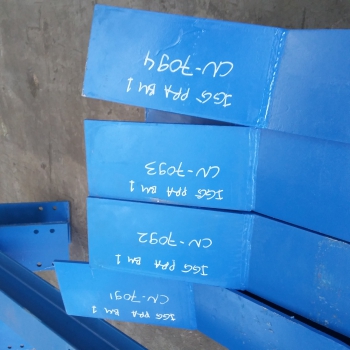 IGG PPA BM 1
CN-7094
IGG PPA BM 1
CN-7093
IGG PPA BM 1
CN-7092
IGG PPA BM 1
CN-7091